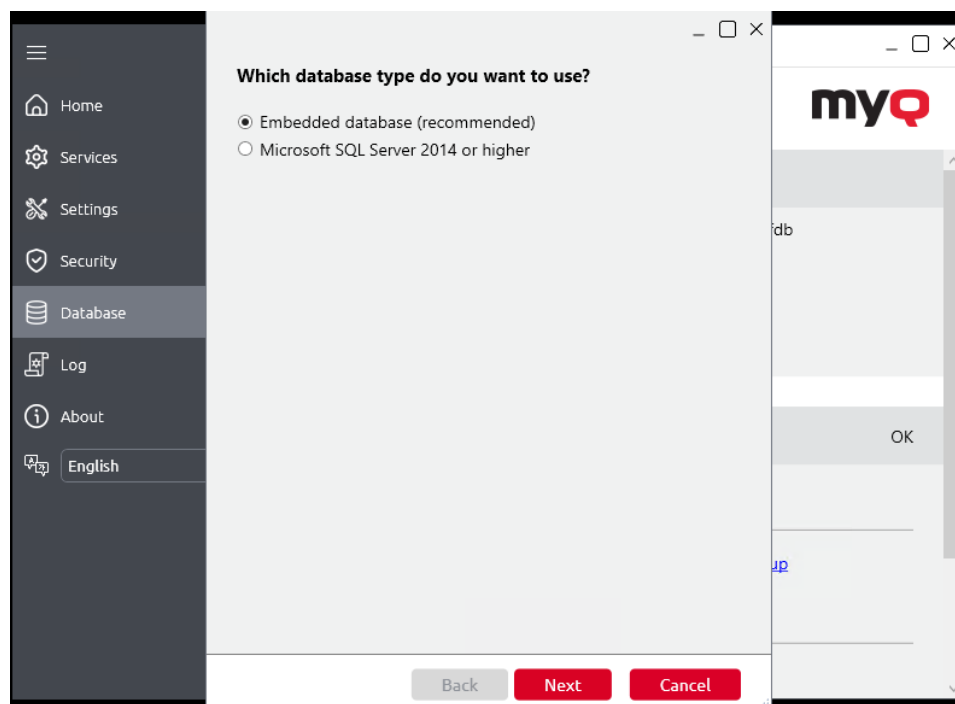 Home
Services
Settings
Security
Database
Log
About
English
Which database type do you want to use?
Embedded database (recommended)
Microsoft SQL Server 2014 or higher
Back
Next
Cancel
myQ
fdb
OK
up